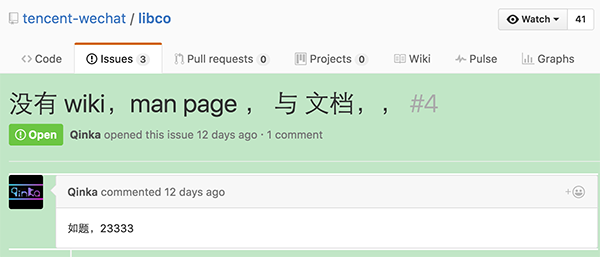 tencent-wechat / libco
Watch 41
Code
Issues 3
Pull requests 0
Projects 0
Wiki
Pulse
Graphs
没有 wiki，man page ， 与 文档，， #4
Open Qinka opened this issue 12 days ago · 1 comment
QinKa
Qinka commented 12 days ago
如题，23333